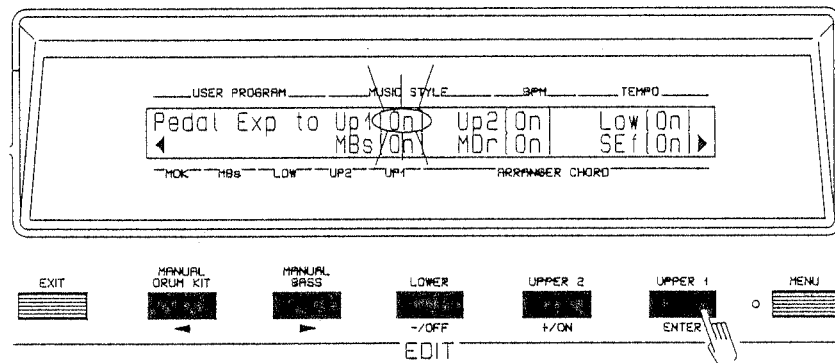 USER PROGRAM MUSIC STYLE BPM TEMPO
Pedal Exp to Up1[On] Up2[On] Low[On]
◄ MBs[On] MDr[On] SEf[On]►
MDK MBs LOW UP2 UP1 ARRANGER CHORD
EXIT MANUAL DRUM KIT MANUAL BASS LOWER UPPER 2 UPPER 1 MENU
◄ ► -/OFF +/ON ENTER
EDIT